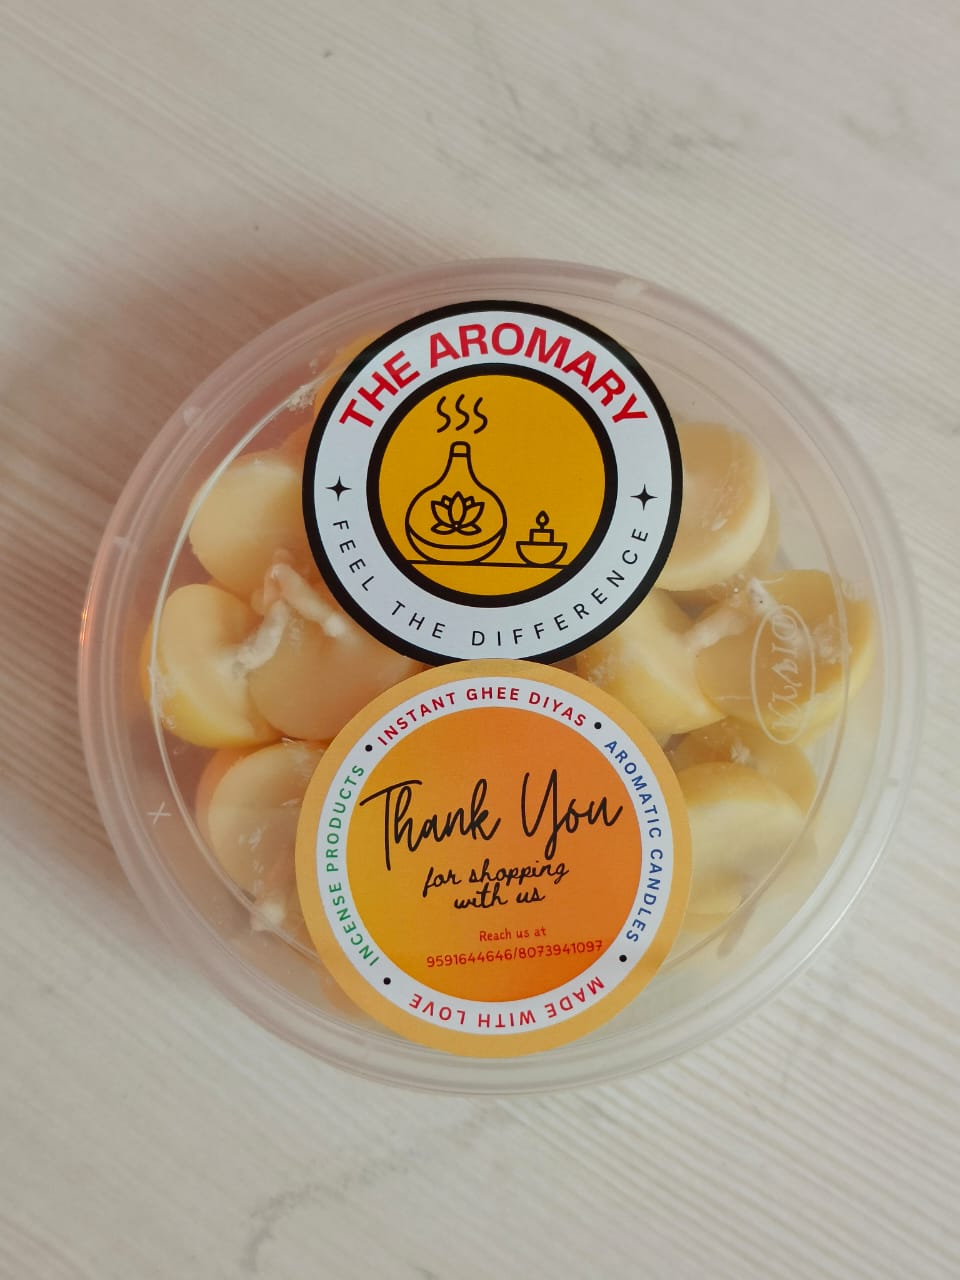 THE AROMARY
FEEL THE DIFFERENCE
INSTANT GHEE DIYAS • AROMATIC CANDLES • MADE WITH LOVE • INCENSE PRODUCTS •
Thank You
for shopping
with us
Reach us at
9591644646/8073941097